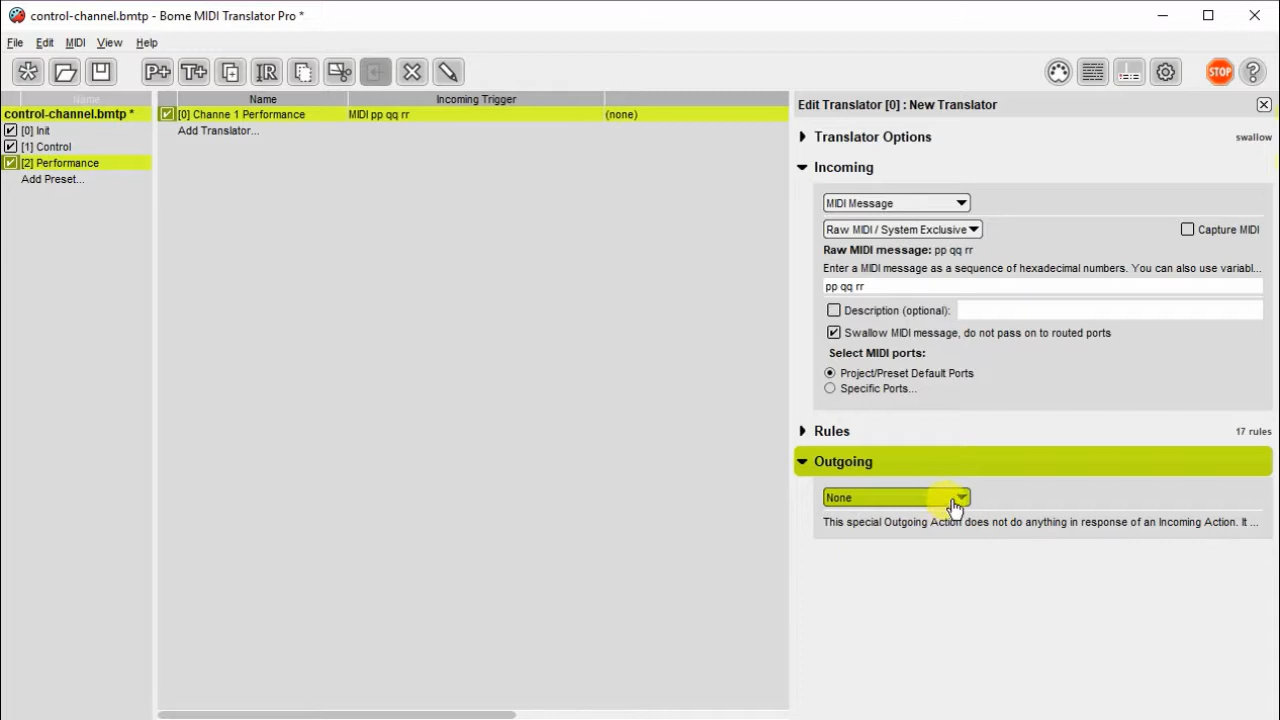 control-channel.bmtp - Bome MIDI Translator Pro *
File Edit MIDI View Help
P+ T+ IR STOP ?
Name
control-channel.bmtp *
[0] Init
[1] Control
[2] Performance
Add Preset...
Name Incoming Trigger
[0] Channe 1 Performance MIDI pp qq rr (none)
Add Translator...
Edit Translator [0] : New Translator
Translator Options swallow
Incoming
MIDI Message
Raw MIDI / System Exclusive Capture MIDI
Raw MIDI message: pp qq rr
Enter a MIDI message as a sequence of hexadecimal numbers. You can also use variabl...
pp qq rr
Description (optional):
Swallow MIDI message, do not pass on to routed ports
Select MIDI ports:
Project/Preset Default Ports
Specific Ports...
Rules 17 rules
Outgoing
None
This special Outgoing Action does not do anything in response of an Incoming Action. It ...